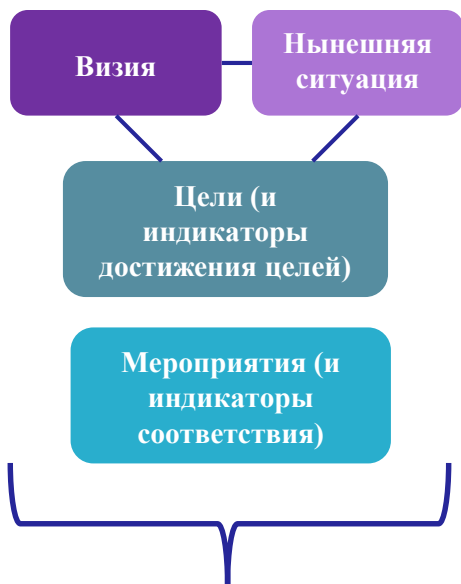 Визия
Нынешняя
ситуация
Цели (и
индикаторы
достижения целей)
Мероприятия (и
индикаторы
соответствия)